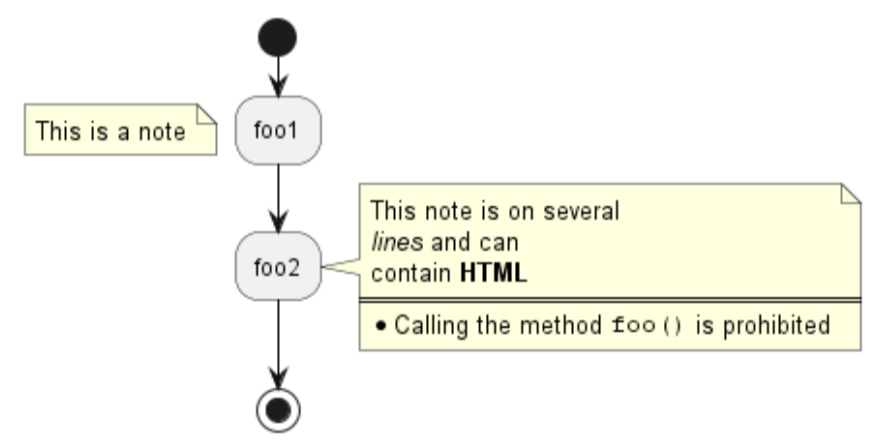 This is a note
foo1
This note is on several
lines and can
contain HTML
foo2
• Calling the method foo() is prohibited